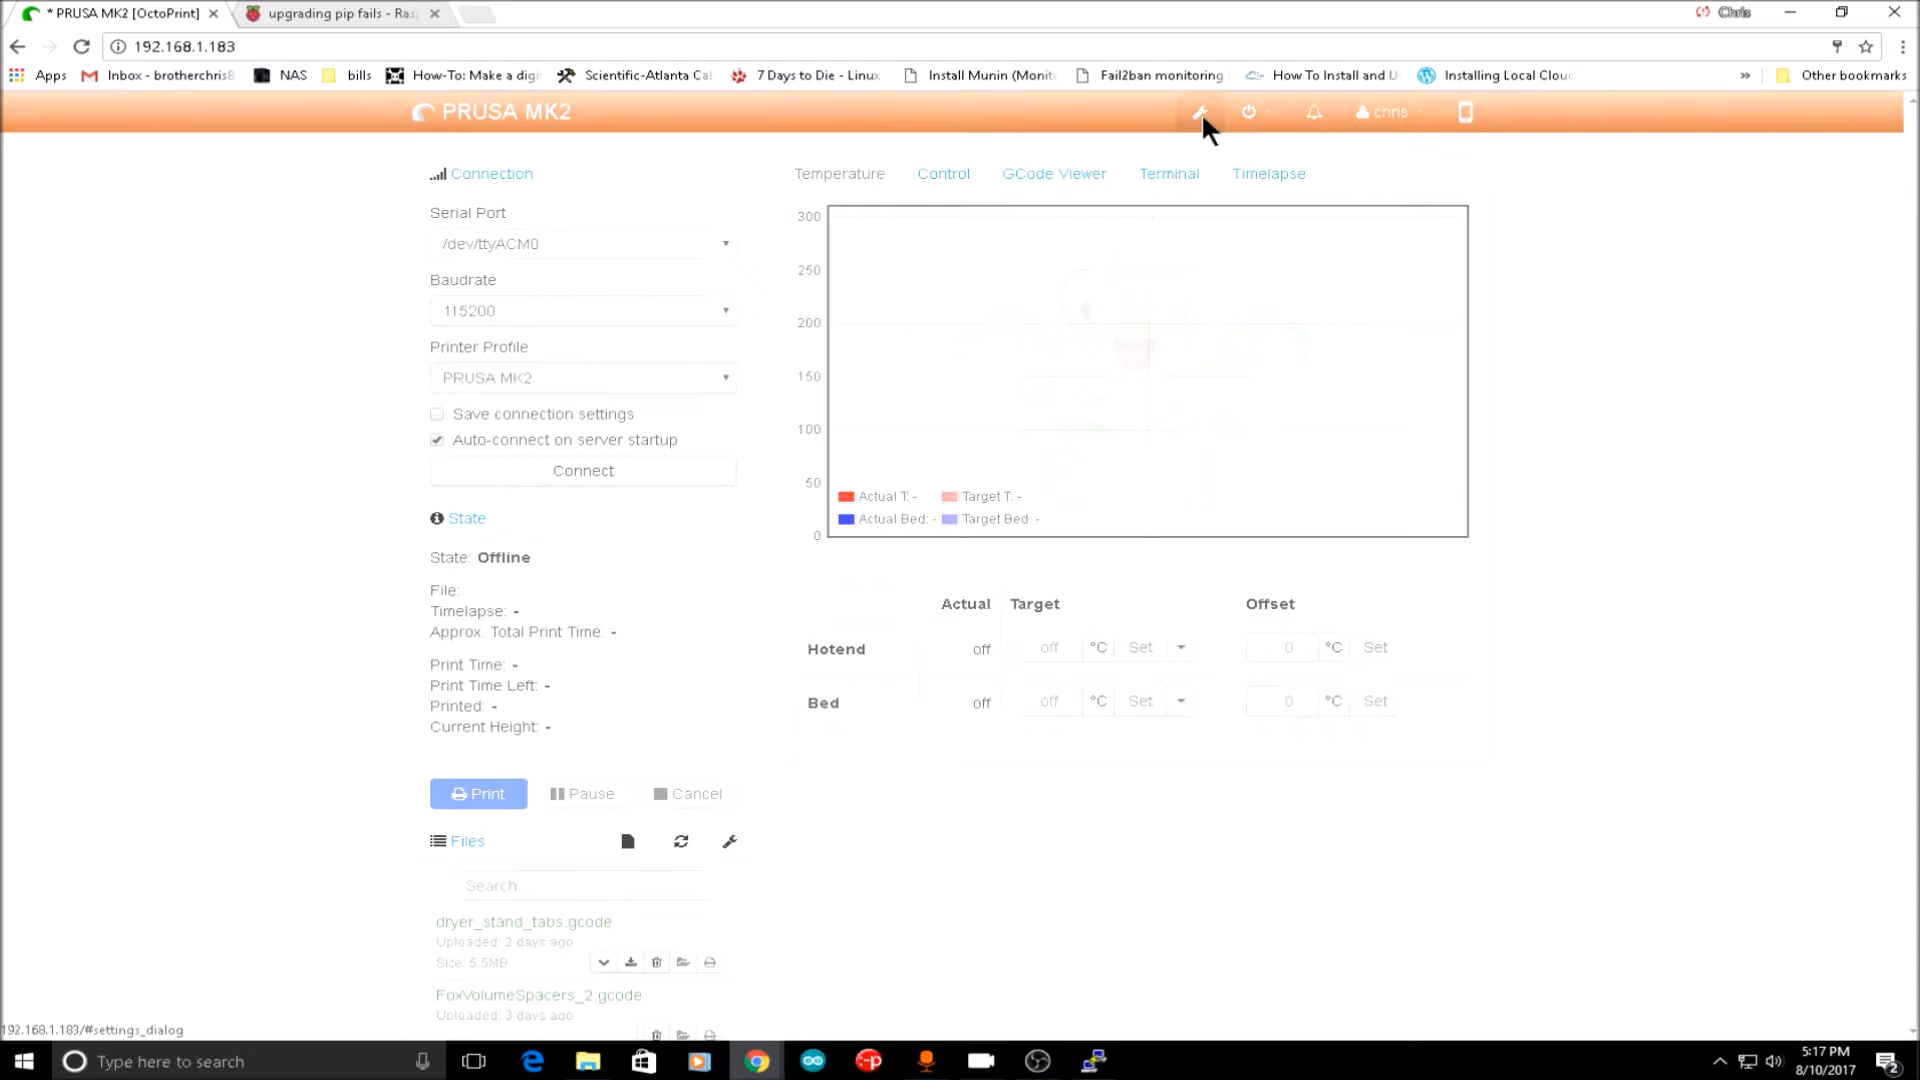 * PRUSA MK2 [OctoPrint]
upgrading pip fails - Rasp
Chris
192.168.1.183
Apps
Inbox - brotherchris8
NAS
bills
How-To: Make a digi
Scientific-Atlanta Ca
7 Days to Die - Linux
Install Munin (Monit
Fail2ban monitoring
How To Install and U
Installing Local Clou
»
Other bookmarks
PRUSA MK2
chris
Connection
Serial Port
/dev/ttyACM0
Baudrate
115200
Printer Profile
PRUSA MK2
Save connection settings
Auto-connect on server startup
Connect
State
State: Offline
File:
Timelapse: -
Approx. Total Print Time: -
Print Time: -
Print Time Left: -
Printed: -
Current Height: -
Print
Pause
Cancel
Files
Search...
dryer_stand_tabs.gcode
Uploaded: 2 days ago
Size: 5.5MB
FoxVolumeSpacers_2.gcode
Uploaded: 3 days ago
Temperature
Control
GCode Viewer
Terminal
Timelapse
300
250
200
150
100
50
0
Actual T: -
Target T: -
Actual Bed: -
Target Bed: -
Actual
Target
Offset
Hotend
off
off °C Set
0 °C Set
Bed
off
off °C Set
0 °C Set
192.168.1.183/#settings_dialog
Type here to search
5:17 PM
8/10/2017
2